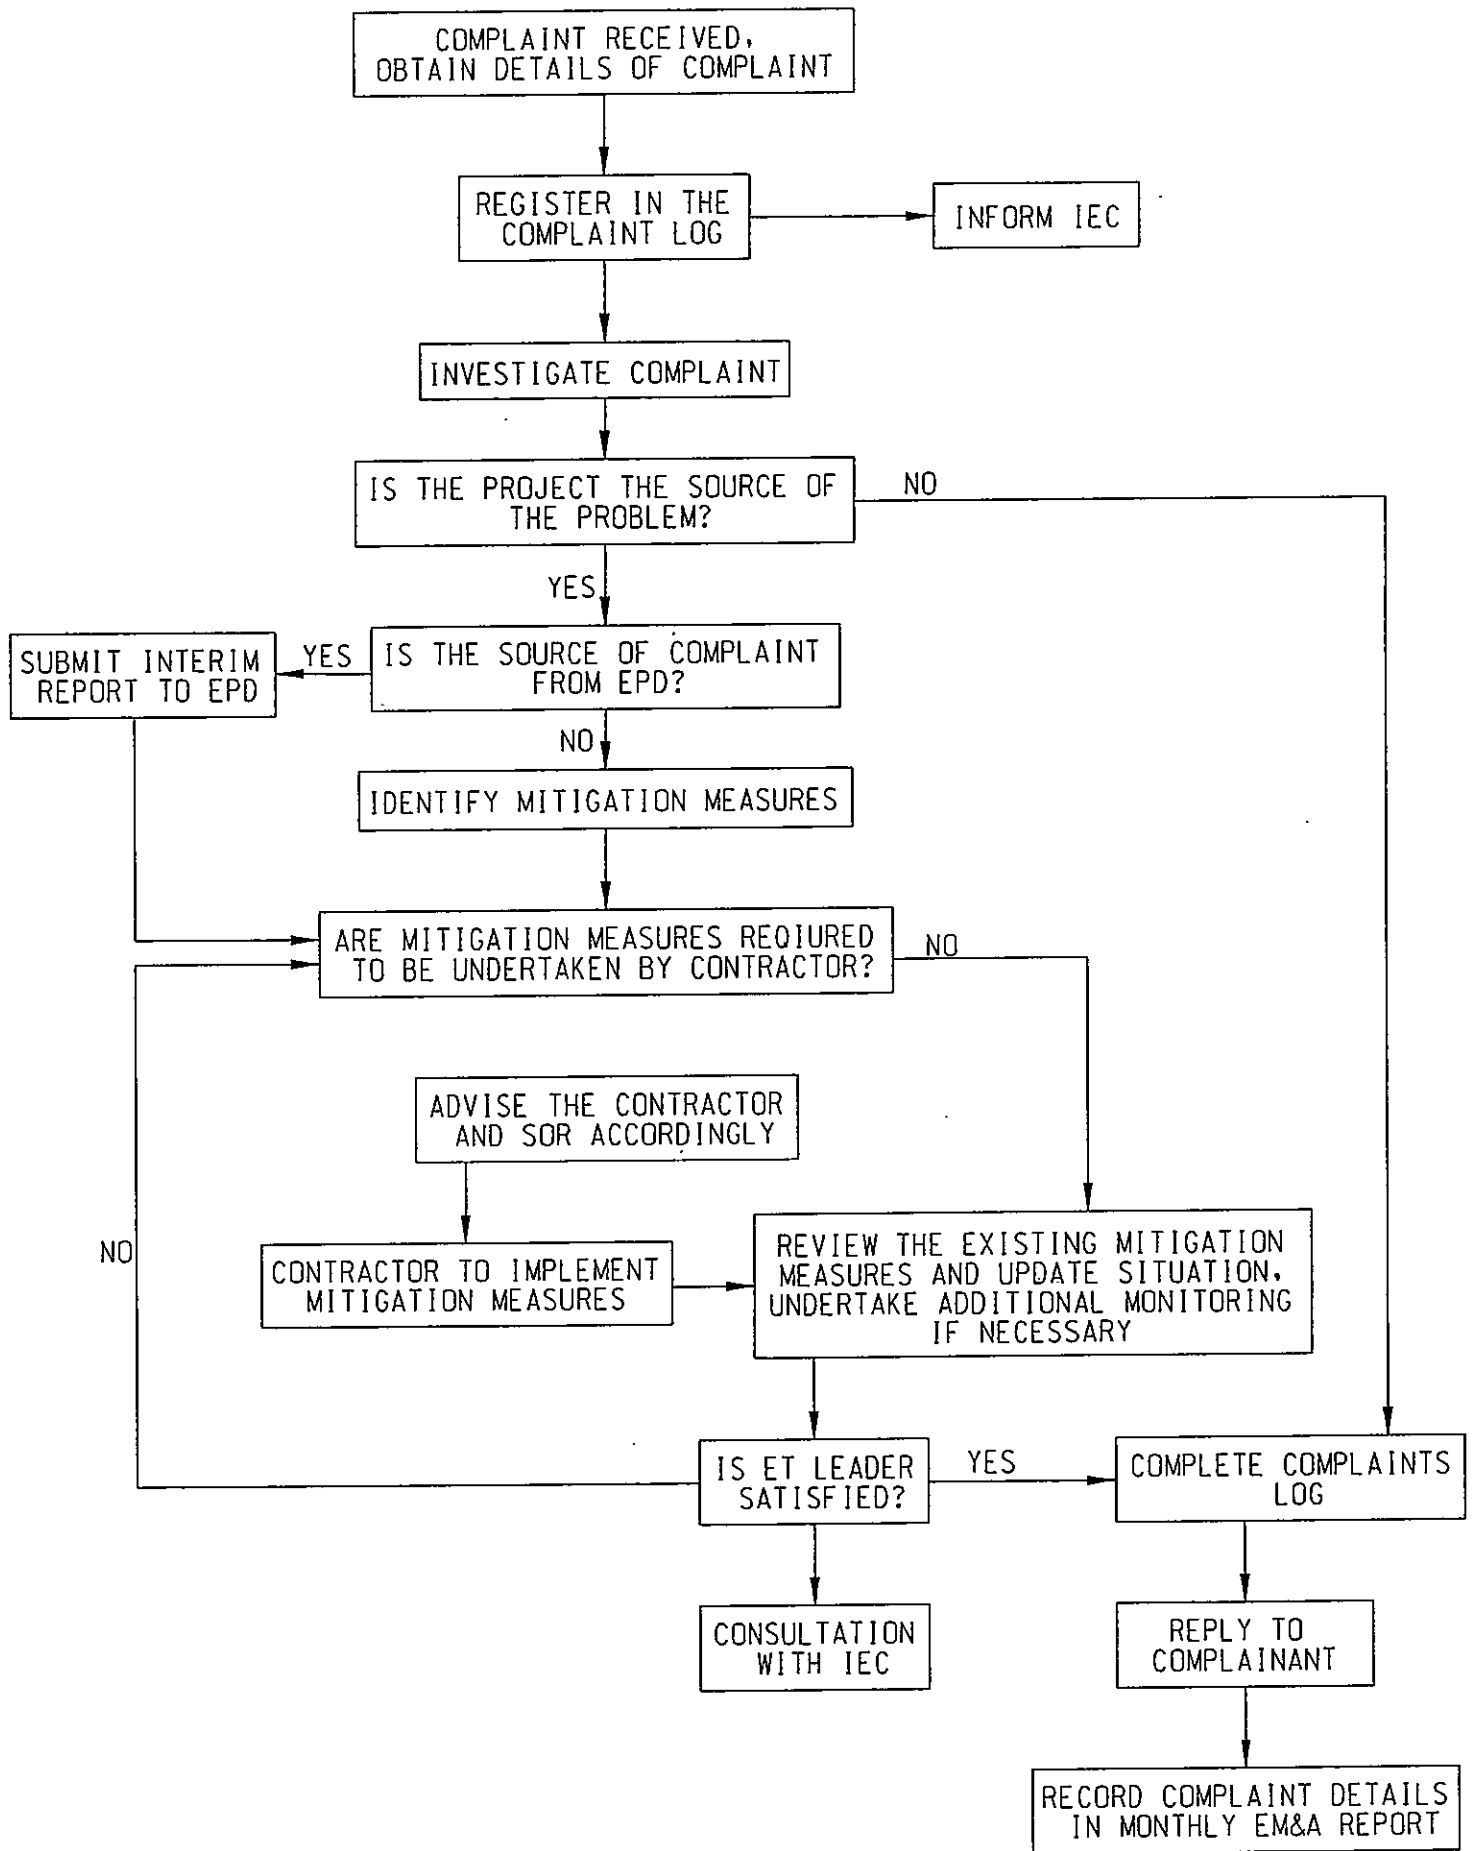 COMPLAINT RECEIVED,
OBTAIN DETAILS OF COMPLAINT
REGISTER IN THE
COMPLAINT LOG
INFORM IEC
INVESTIGATE COMPLAINT
IS THE PROJECT THE SOURCE OF
THE PROBLEM?
NO
YES
SUBMIT INTERIM
REPORT TO EPD
YES
IS THE SOURCE OF COMPLAINT
FROM EPD?
NO
IDENTIFY MITIGATION MEASURES
ARE MITIGATION MEASURES REQIURED
TO BE UNDERTAKEN BY CONTRACTOR?
NO
ADVISE THE CONTRACTOR
AND SOR ACCORDINGLY
NO
CONTRACTOR TO IMPLEMENT
MITIGATION MEASURES
REVIEW THE EXISTING MITIGATION
MEASURES AND UPDATE SITUATION.
UNDERTAKE ADDITIONAL MONITORING
IF NECESSARY
IS ET LEADER
SATISFIED?
YES
COMPLETE COMPLAINTS
LOG
CONSULTATION
WITH IEC
REPLY TO
COMPLAINANT
RECORD COMPLAINT DETAILS
IN MONTHLY EM&A REPORT